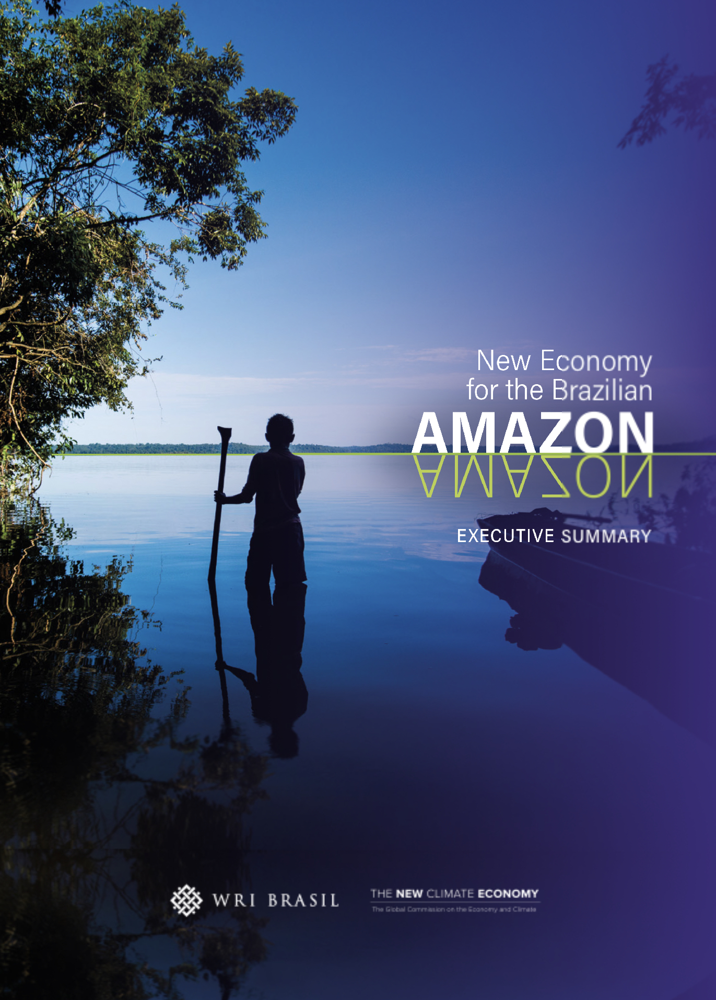 New Economy
for the Brazilian
AMAZON
AMAZON
EXECUTIVE SUMMARY
WRI BRASIL
THE NEW CLIMATE ECONOMY
The Global Commission on the Economy and Climate